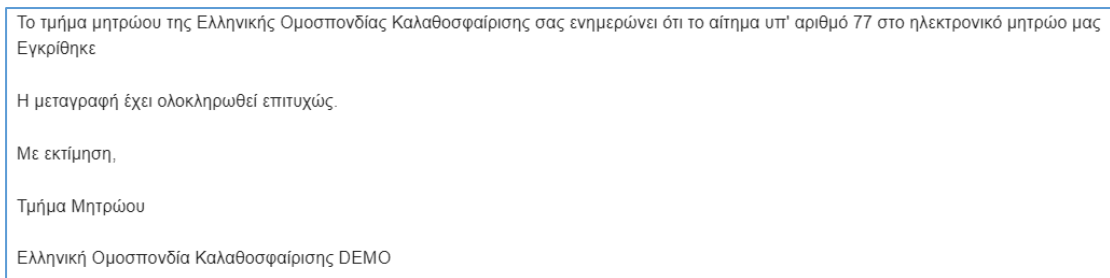 Το τμήμα μητρώου της Ελληνικής Ομοσπονδίας Καλαθοσφαίρισης σας ενημερώνει ότι το αίτημα υπ' αριθμό 77 στο ηλεκτρονικό μητρώο μας
Εγκρίθηκε
Η μεταγραφή έχει ολοκληρωθεί επιτυχώς.
Με εκτίμηση,
Τμήμα Μητρώου
Ελληνική Ομοσπονδία Καλαθοσφαίρισης DEMO